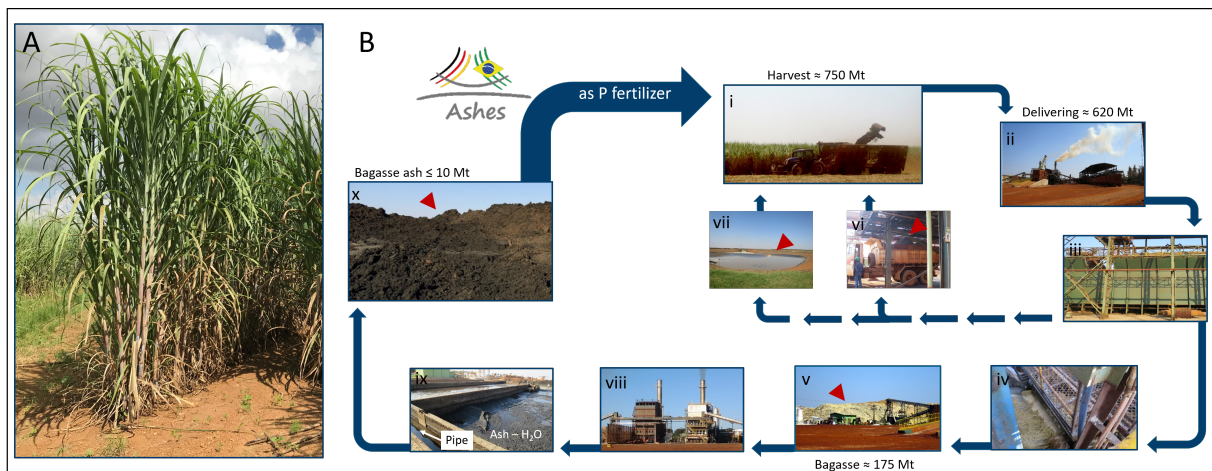 A
B
Ashes
as P fertilizer
Harvest ≈ 750 Mt
i
Delivering ≈ 620 Mt
ii
Bagasse ash ≤ 10 Mt
x
vii
vi
iii
ix
Pipe
Ash – H₂O
viii
v
iv
Bagasse ≈ 175 Mt